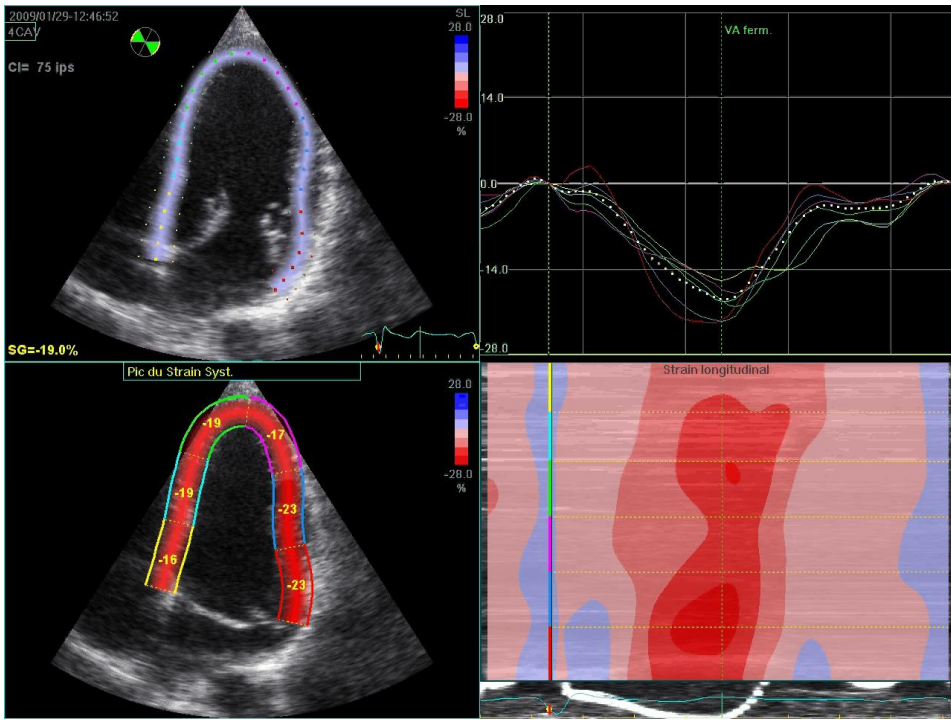 2009/01/29-12:46:52
4CAV
CI= 75 ips
SL
28.0
-28.0
%
SG=-19.0%
28.0
VA ferm.
14.0
0.0
-14.0
-28.0
Pic du Strain Syst.
28.0
-28.0
%
-19
-17
-19
-23
-16
-23
Strain longitudinal